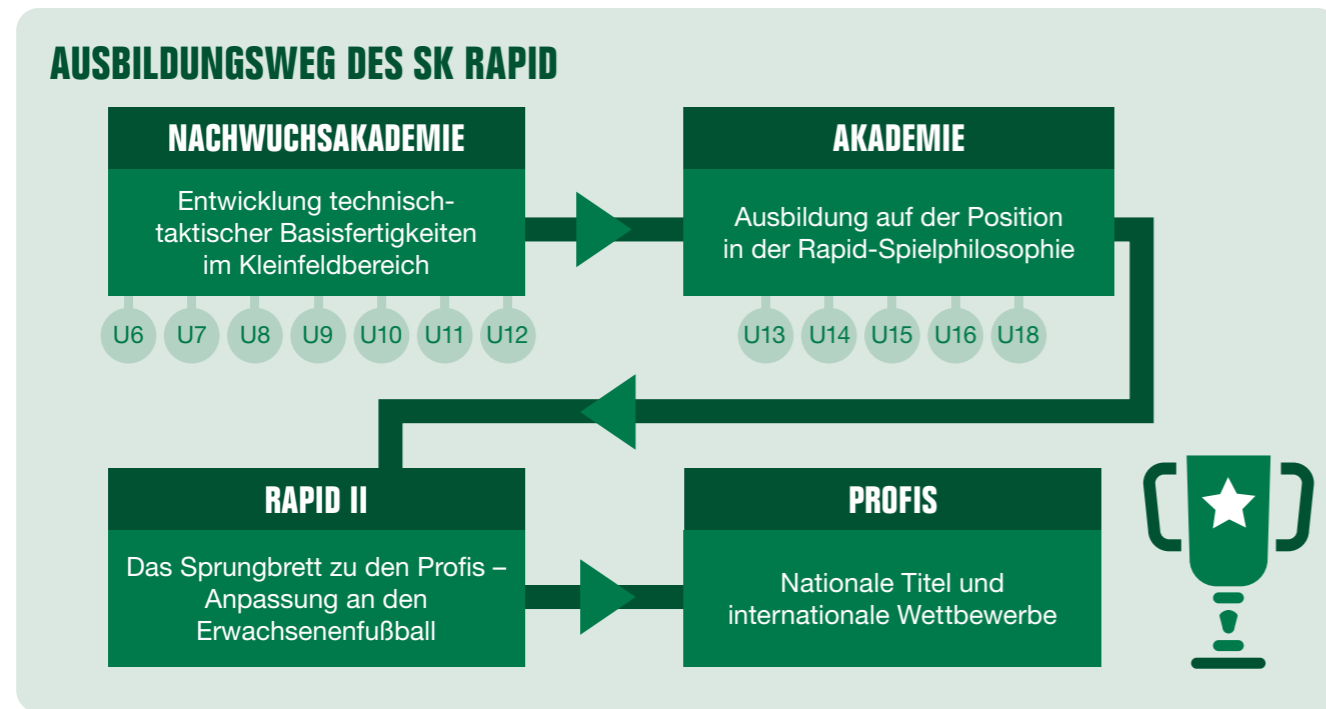 AUSBILDUNGSWEG DES SK RAPID
NACHWUCHSAKADEMIE
Entwicklung technisch-
taktischer Basisfertigkeiten
im Kleinfeldbereich
U6 U7 U8 U9 U10 U11 U12
AKADEMIE
Ausbildung auf der Position
in der Rapid-Spielphilosophie
U13 U14 U15 U16 U18
RAPID II
Das Sprungbrett zu den Profis –
Anpassung an den
Erwachsenenfußball
PROFIS
Nationale Titel und
internationale Wettbewerbe